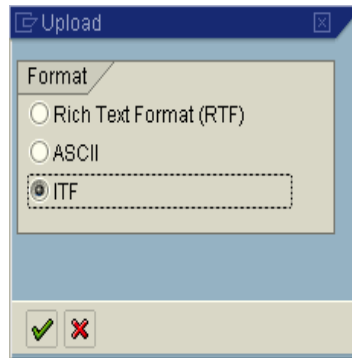 Upload
Format
Rich Text Format (RTF)
ASCII
ITF